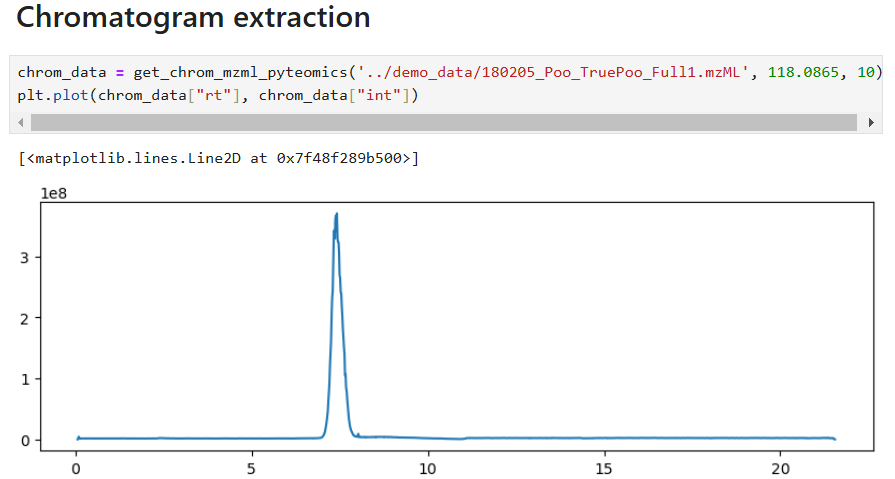 Chromatogram extraction
chrom_data = get_chrom_mzml_pyteomics('../demo_data/180205_Poo_TruePoo_Full1.mzML', 118.0865, 10)
plt.plot(chrom_data["rt"], chrom_data["int"])
[<matplotlib.lines.Line2D at 0x7f48f289b500>]
1e8
3
2
1
0
0 5 10 15 20